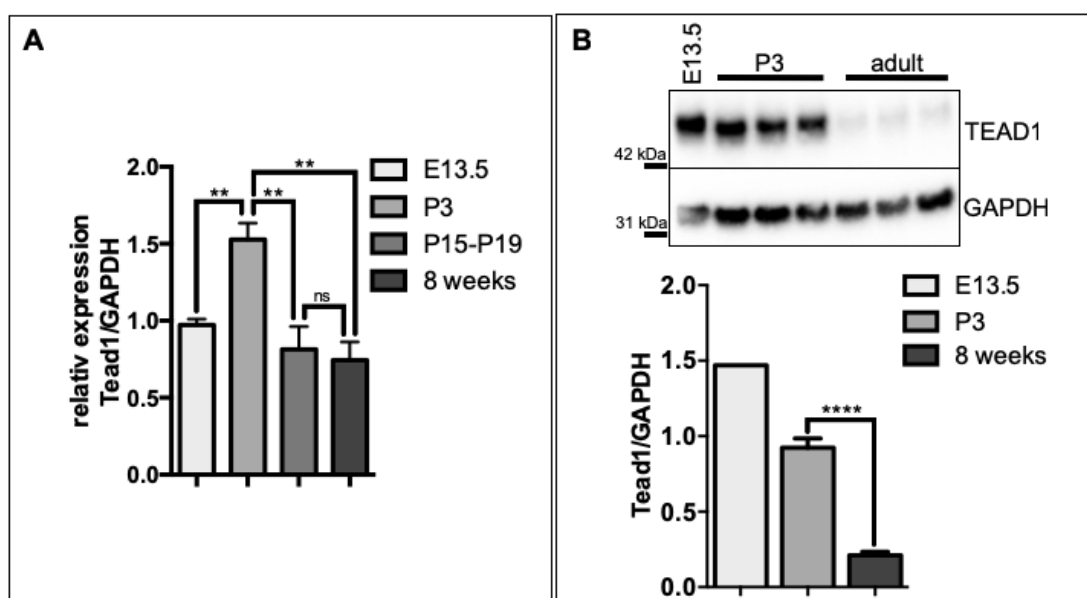 A
relativ expression
Tead1/GAPDH
2.0
1.5
1.0
0.5
0.0
**
**
**
ns
E13.5
P3
P15-P19
8 weeks
B
E13.5
P3
adult
TEAD1
42 kDa
GAPDH
31 kDa
Tead1/GAPDH
2.0
1.5
1.0
0.5
0.0
****
E13.5
P3
8 weeks